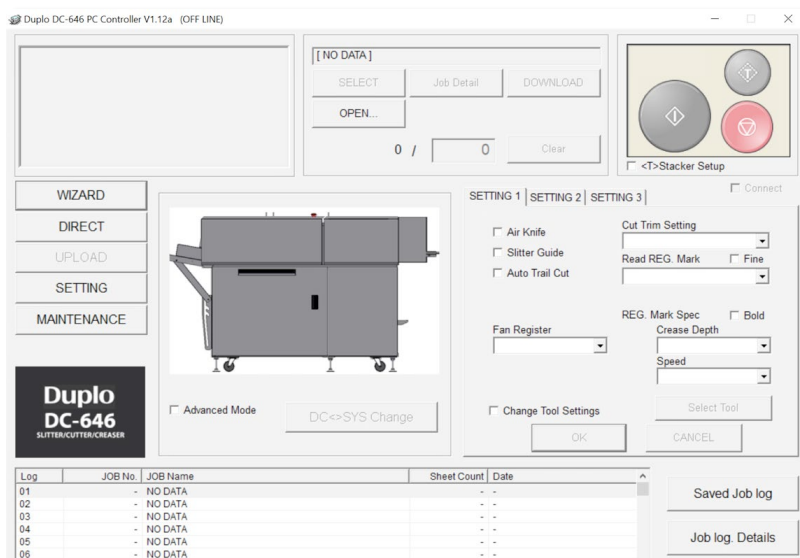 Duplo DC-646 PC Controller V1.12a (OFF LINE)
[ NO DATA ]
SELECT
Job Detail
DOWNLOAD
OPEN...
0 / 0
Clear
<T>Stacker Setup
WIZARD
DIRECT
UPLOAD
SETTING
MAINTENANCE
Duplo
DC-646
SLITTER/CUTTER/CREASER
Advanced Mode
DC<>SYS Change
SETTING 1
SETTING 2
SETTING 3
Connect
Air Knife
Slitter Guide
Auto Trail Cut
Cut Trim Setting
Read REG. Mark
Fine
REG. Mark Spec
Bold
Fan Register
Crease Depth
Speed
Change Tool Settings
Select Tool
OK
CANCEL
Log JOB No. JOB Name Sheet Count Date
01 - NO DATA - -
02 - NO DATA - -
03 - NO DATA - -
04 - NO DATA - -
05 - NO DATA - -
06 - NO DATA - -
Saved Job log
Job log. Details